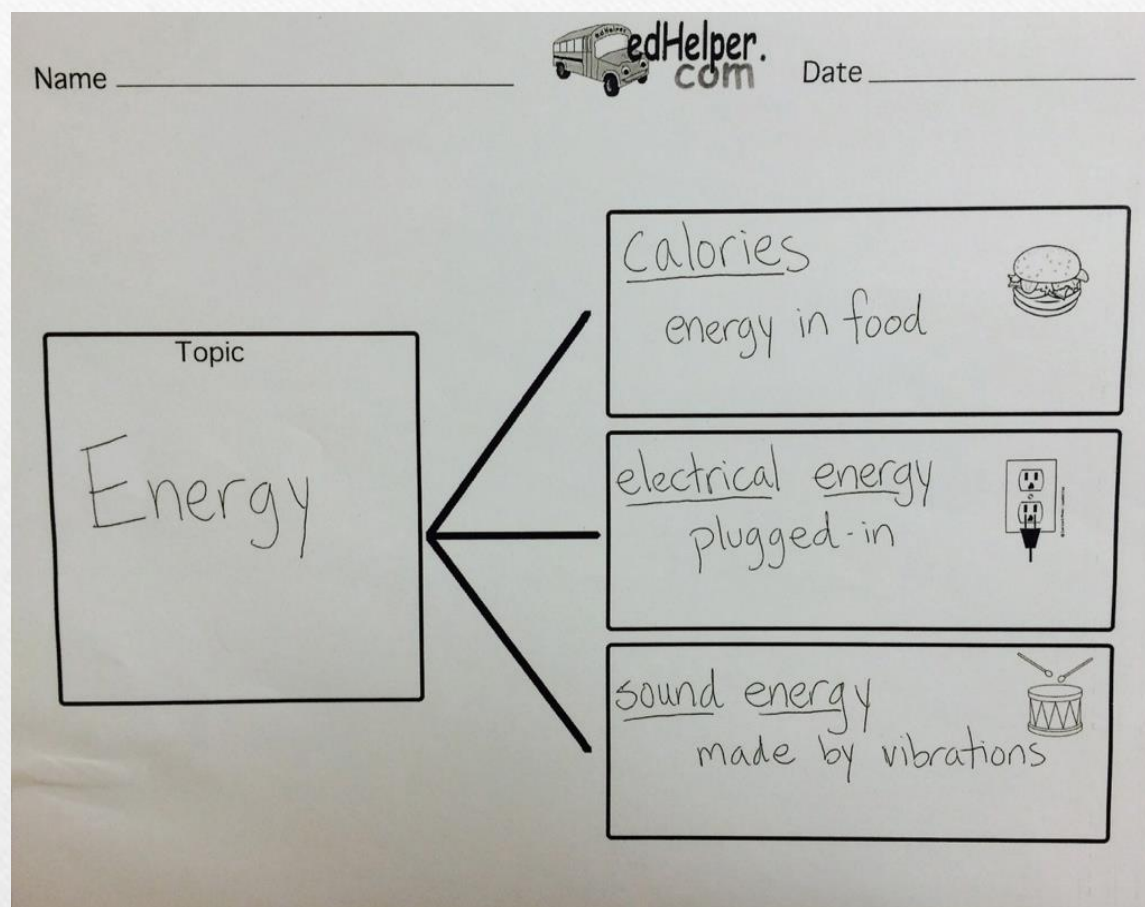 Name
edHelper.
com
Date
Topic
Energy
Calories
energy in food
electrical energy
plugged-in
sound energy
made by vibrations